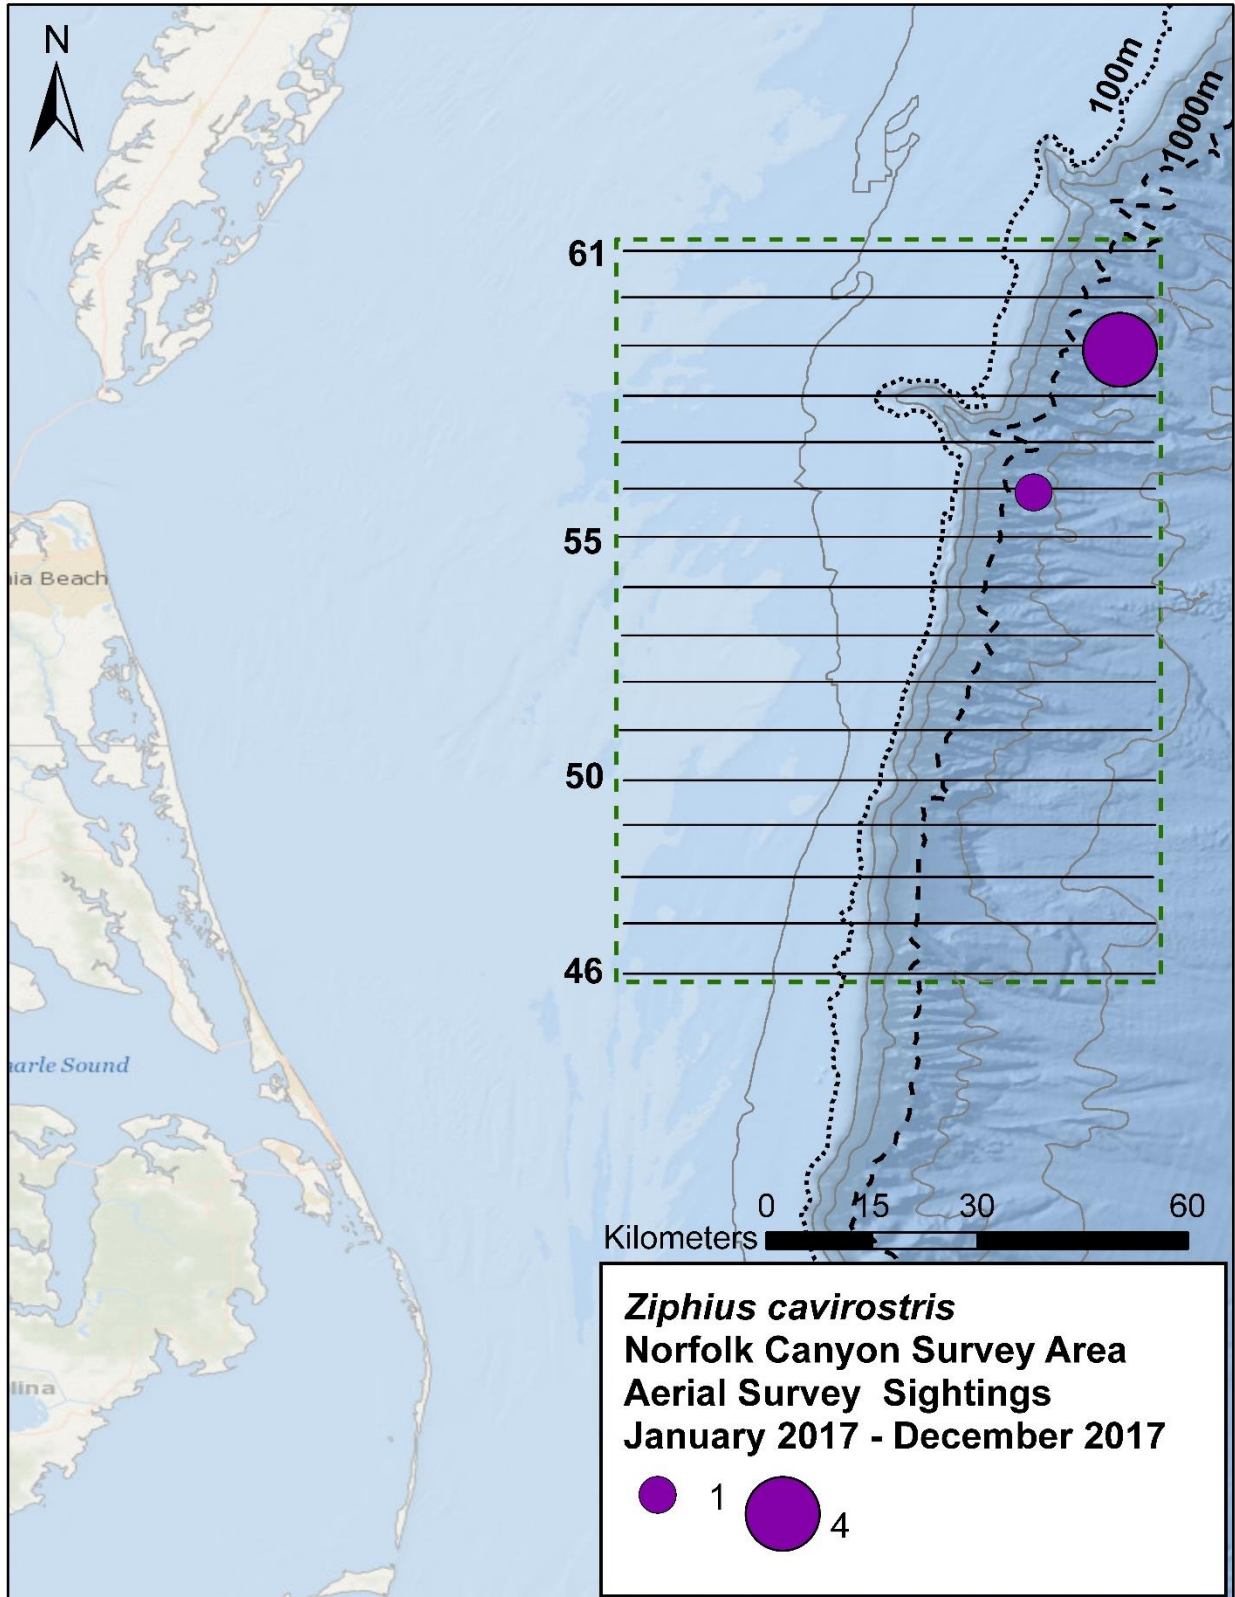 N
100m
1000m
61
55
nia Beach
50
46
arle Sound
0 15 30 60
Kilometers
Ziphius cavirostris
Norfolk Canyon Survey Area
Aerial Survey Sightings
January 2017 - December 2017
lina
1 4